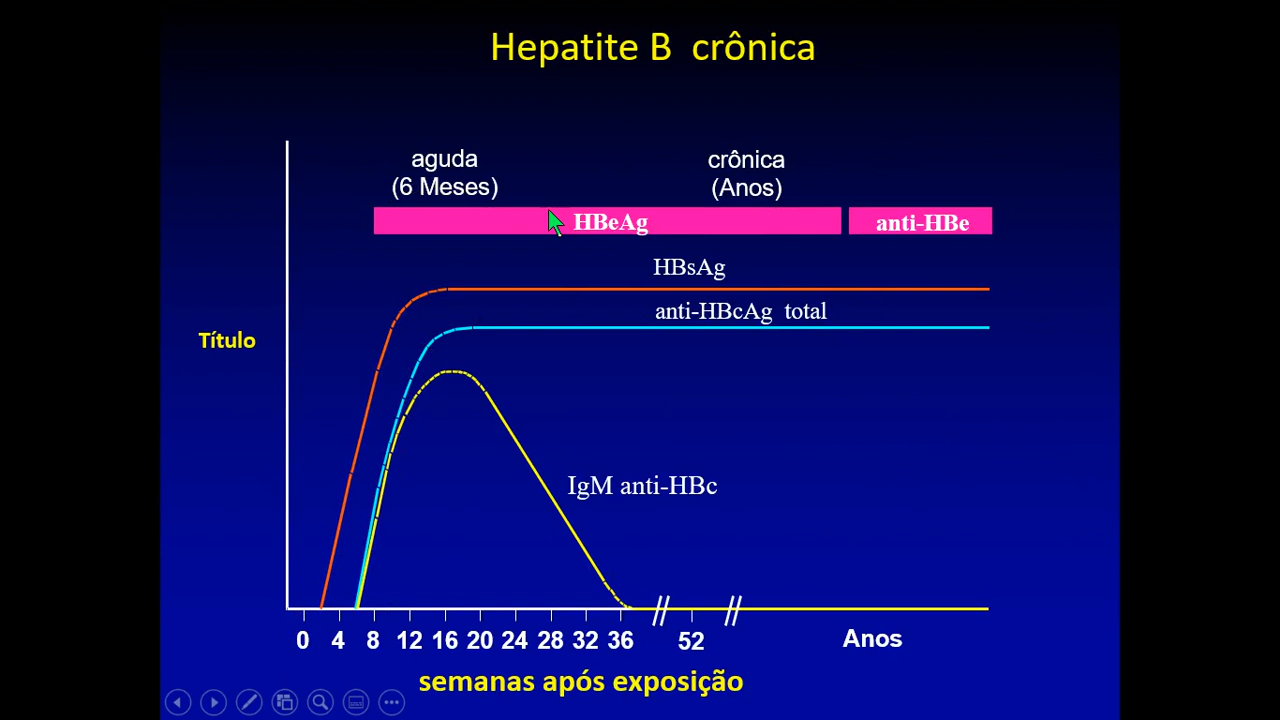 Hepatite B crônica
aguda
(6 Meses)
crônica
(Anos)
HBeAg
anti-HBe
HBsAg
anti-HBcAg total
Título
IgM anti-HBc
0 4 8 12 16 20 24 28 32 36 52 Anos
semanas após exposição